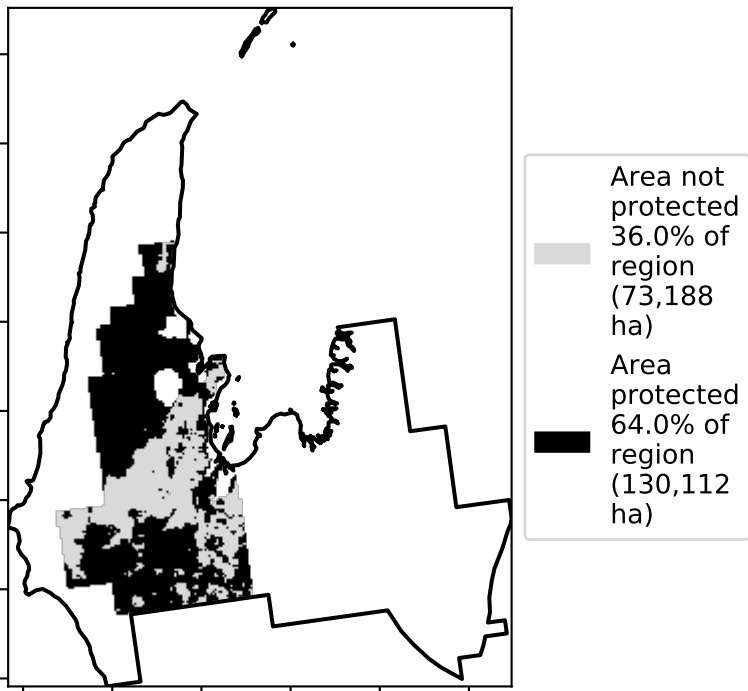 Area not
protected
36.0% of
region
(73,188
ha)
Area
protected
64.0% of
region
(130,112
ha)